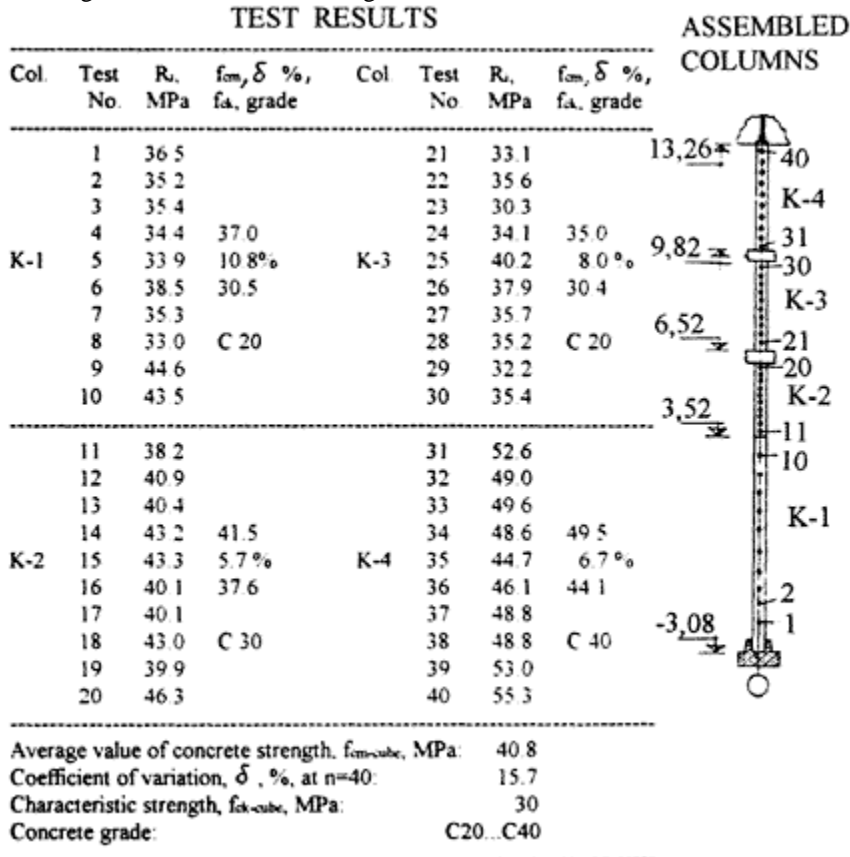 TEST RESULTS
Col. Test No. Rᵢ, MPa fcm, δ %, fck, grade Col. Test No. Rᵢ, MPa fcm, δ %, fck, grade
1 36.5 21 33.1
2 35.2 22 35.6
3 35.4 23 30.3
4 34.4 37.0 24 34.1 35.0
K-1 5 33.9 10.8% K-3 25 40.2 8.0%
6 38.5 30.5 26 37.9 30.4
7 35.3 27 35.7
8 33.0 C 20 28 35.2 C 20
9 44.6 29 32.2
10 43.5 30 35.4
11 38.2 31 52.6
12 40.9 32 49.0
13 40.4 33 49.6
14 43.2 41.5 34 48.6 49.5
K-2 15 43.3 5.7% K-4 35 44.7 6.7%
16 40.1 37.6 36 46.1 44.1
17 40.1 37 48.8
18 43.0 C 30 38 48.8 C 40
19 39.9 39 53.0
20 46.3 40 55.3
Average value of concrete strength, fcm-cube, MPa: 40.8
Coefficient of variation, δ, %, at n=40: 15.7
Characteristic strength, fck-cube, MPa: 30
Concrete grade: C20...C40
ASSEMBLED
COLUMNS
13,26 40
K-4
31
9,82 30
K-3
6,52 21
20
K-2
3,52 11
10
K-1
2
-3,08 1